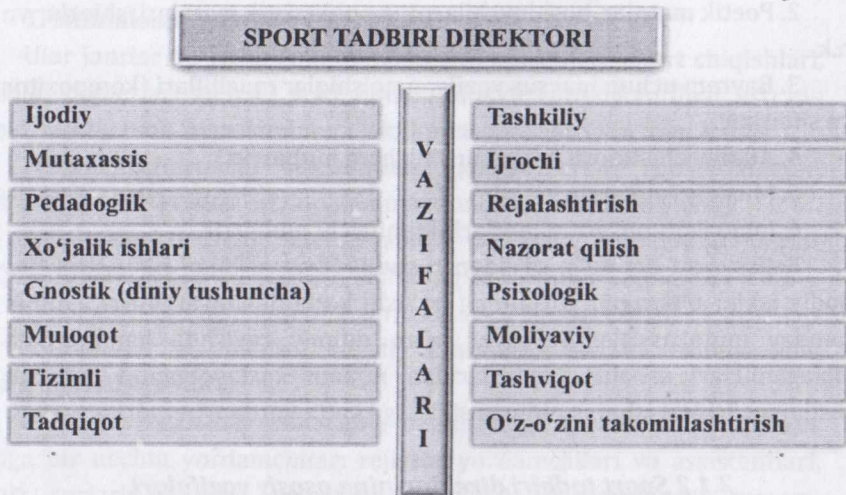 SPORT TADBIRI DIREKTORI
VAZIFALARI
Ijodiy
Mutaxassis
Pedadoglik
Xo‘jalik ishlari
Gnostik (diniy tushuncha)
Muloqot
Tizimli
Tadqiqot
Tashkiliy
Ijrochi
Rejalashtirish
Nazorat qilish
Psixologik
Moliyaviy
Tashviqot
O‘z-o‘zini takomillashtirish